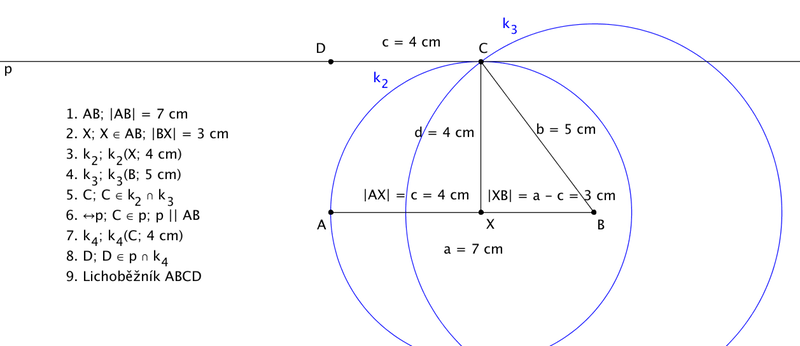 k3
D
c = 4 cm
C
p
k2
1. AB; |AB| = 7 cm
2. X; X ∈ AB; |BX| = 3 cm
3. k2; k2(X; 4 cm)
4. k3; k3(B; 5 cm)
5. C; C ∈ k2 ∩ k3
6. ↔p; C ∈ p; p || AB
7. k4; k4(C; 4 cm)
8. D; D ∈ p ∩ k4
9. Lichoběžník ABCD
d = 4 cm
b = 5 cm
|AX| = c = 4 cm
|XB| = a – c = 3 cm
A
X
B
a = 7 cm